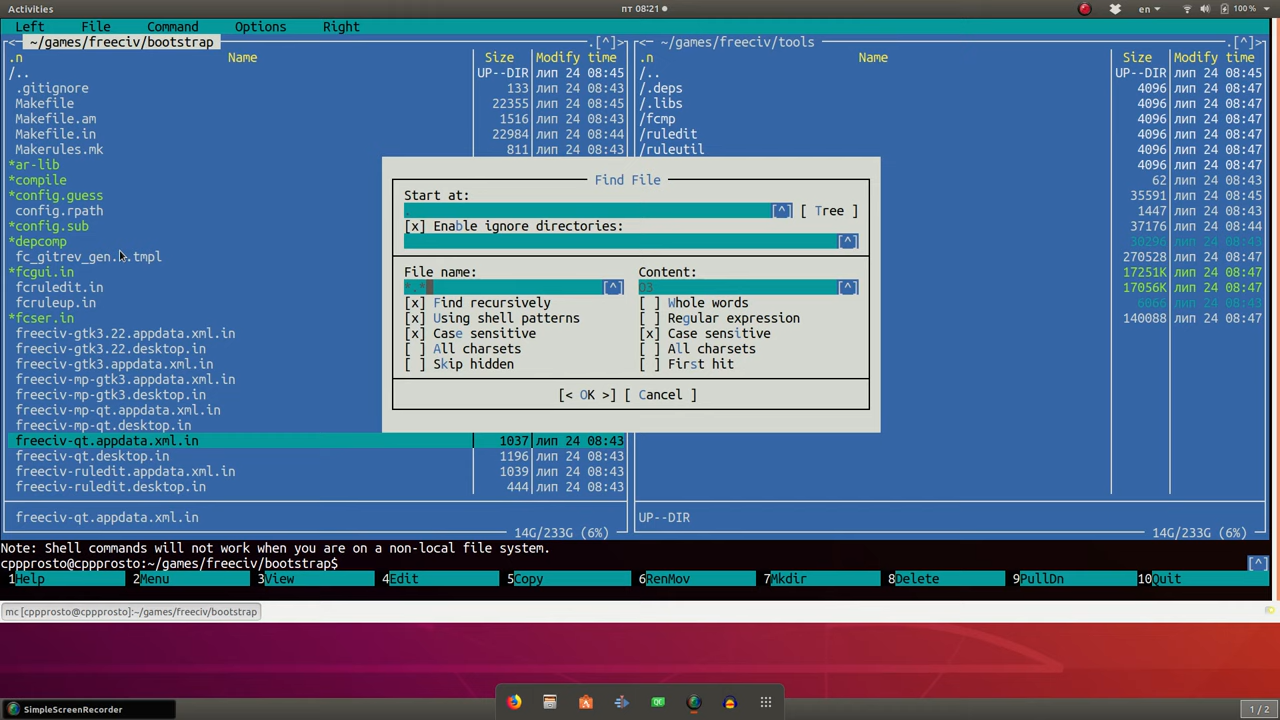 Activities пт 08:21 en 100 %
Left File Command Options Right
<─ ~/games/freeciv/bootstrap .[^]> <─ ~/games/freeciv/tools .[^]>
.n Name Size Modify time .n Name Size Modify time
/.. UP--DIR лип 24 08:45 /.. UP--DIR лип 24 08:45
.gitignore 133 лип 24 08:43 /.deps 4096 лип 24 08:47
Makefile 22355 лип 24 08:45 /.libs 4096 лип 24 08:47
Makefile.am 1516 лип 24 08:43 /fcmp 4096 лип 24 08:47
Makefile.in 22984 лип 24 08:44 /ruledit 4096 лип 24 08:47
Makerules.mk 811 лип 24 08:43 /ruleutil 4096 лип 24 08:47
*ar-lib 4096 лип 24 08:45
*compile Find File 62 лип 24 08:43
*config.guess Start at: 35591 лип 24 08:45
config.rpath . [^] [ Tree ] 1447 лип 24 08:43
*config.sub [x] Enable ignore directories: 37176 лип 24 08:44
*depcomp [^] 30296 лип 24 08:47
fc_gitrev_gen.h.tmpl 270528 лип 24 08:47
*fcgui.in File name: Content: 17251K лип 24 08:47
fcruledit.in *.* [^] O3 [^] 17056K лип 24 08:47
fcruleup.in [x] Find recursively [ ] Whole words 6066 лип 24 08:47
*fcser.in [x] Using shell patterns [ ] Regular expression 140088 лип 24 08:47
freeciv-gtk3.22.appdata.xml.in [x] Case sensitive [x] Case sensitive
freeciv-gtk3.22.desktop.in [ ] All charsets [ ] All charsets
freeciv-gtk3.appdata.xml.in [ ] Skip hidden [ ] First hit
freeciv-mp-gtk3.appdata.xml.in
freeciv-mp-gtk3.desktop.in [< OK >] [ Cancel ]
freeciv-mp-qt.appdata.xml.in
freeciv-mp-qt.desktop.in
freeciv-qt.appdata.xml.in 1037 лип 24 08:43
freeciv-qt.desktop.in 1196 лип 24 08:43
freeciv-ruledit.appdata.xml.in 1039 лип 24 08:43
freeciv-ruledit.desktop.in 444 лип 24 08:43
freeciv-qt.appdata.xml.in UP--DIR
14G/233G (6%) 14G/233G (6%)
Note: Shell commands will not work when you are on a non-local file system.
cppprosto@cppprosto:~/games/freeciv/bootstrap$ [^]
1Help 2Menu 3View 4Edit 5Copy 6RenMov 7Mkdir 8Delete 9PullDn 10Quit
mc [cppprosto@cppprosto]:~/games/freeciv/bootstrap
QC
SimpleScreenRecorder 1 / 2